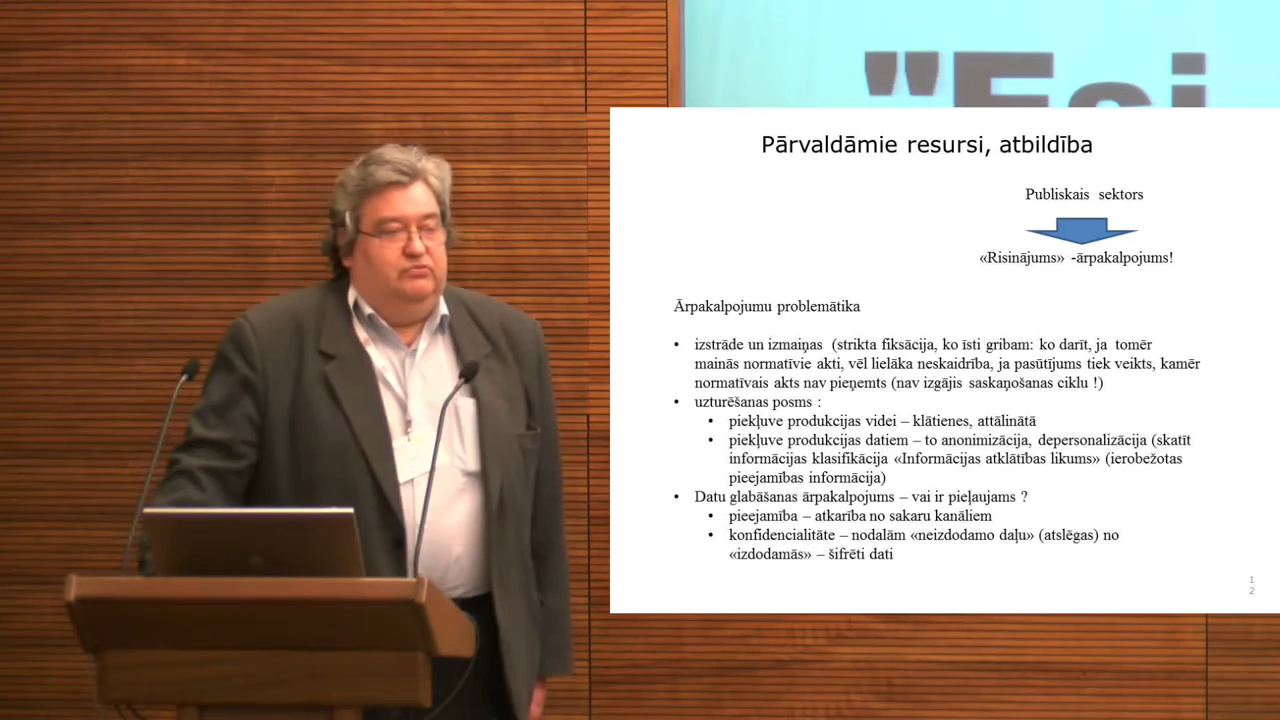 "Esi
Pārvaldāmie resursi, atbildība
Publiskais sektors
«Risinājums» -ārpakalpojums!
Ārpakalpojumu problemātika
• izstrāde un izmaiņas (strikta fiksācija, ko īsti gribam: ko darīt, ja tomēr
mainās normatīvie akti, vēl lielāka neskaidrība, ja pasūtījums tiek veikts, kamēr
normatīvais akts nav pieņemts (nav izgājis saskaņošanas ciklu !)
• uzturēšanas posms :
• piekļuve produkcijas videi – klātienes, attālinātā
• piekļuve produkcijas datiem – to anonimizācija, depersonalizācija (skatīt
informācijas klasifikācija «Informācijas atklātības likums» (ierobežotas
pieejamības informācija)
• Datu glabāšanas ārpakalpojums – vai ir pieļaujams ?
• pieejamība – atkarība no sakaru kanāliem
• konfidencialitāte – nodalām «neizdodamo daļu» (atslēgas) no
«izdodamās» – šifrēti dati
1
2